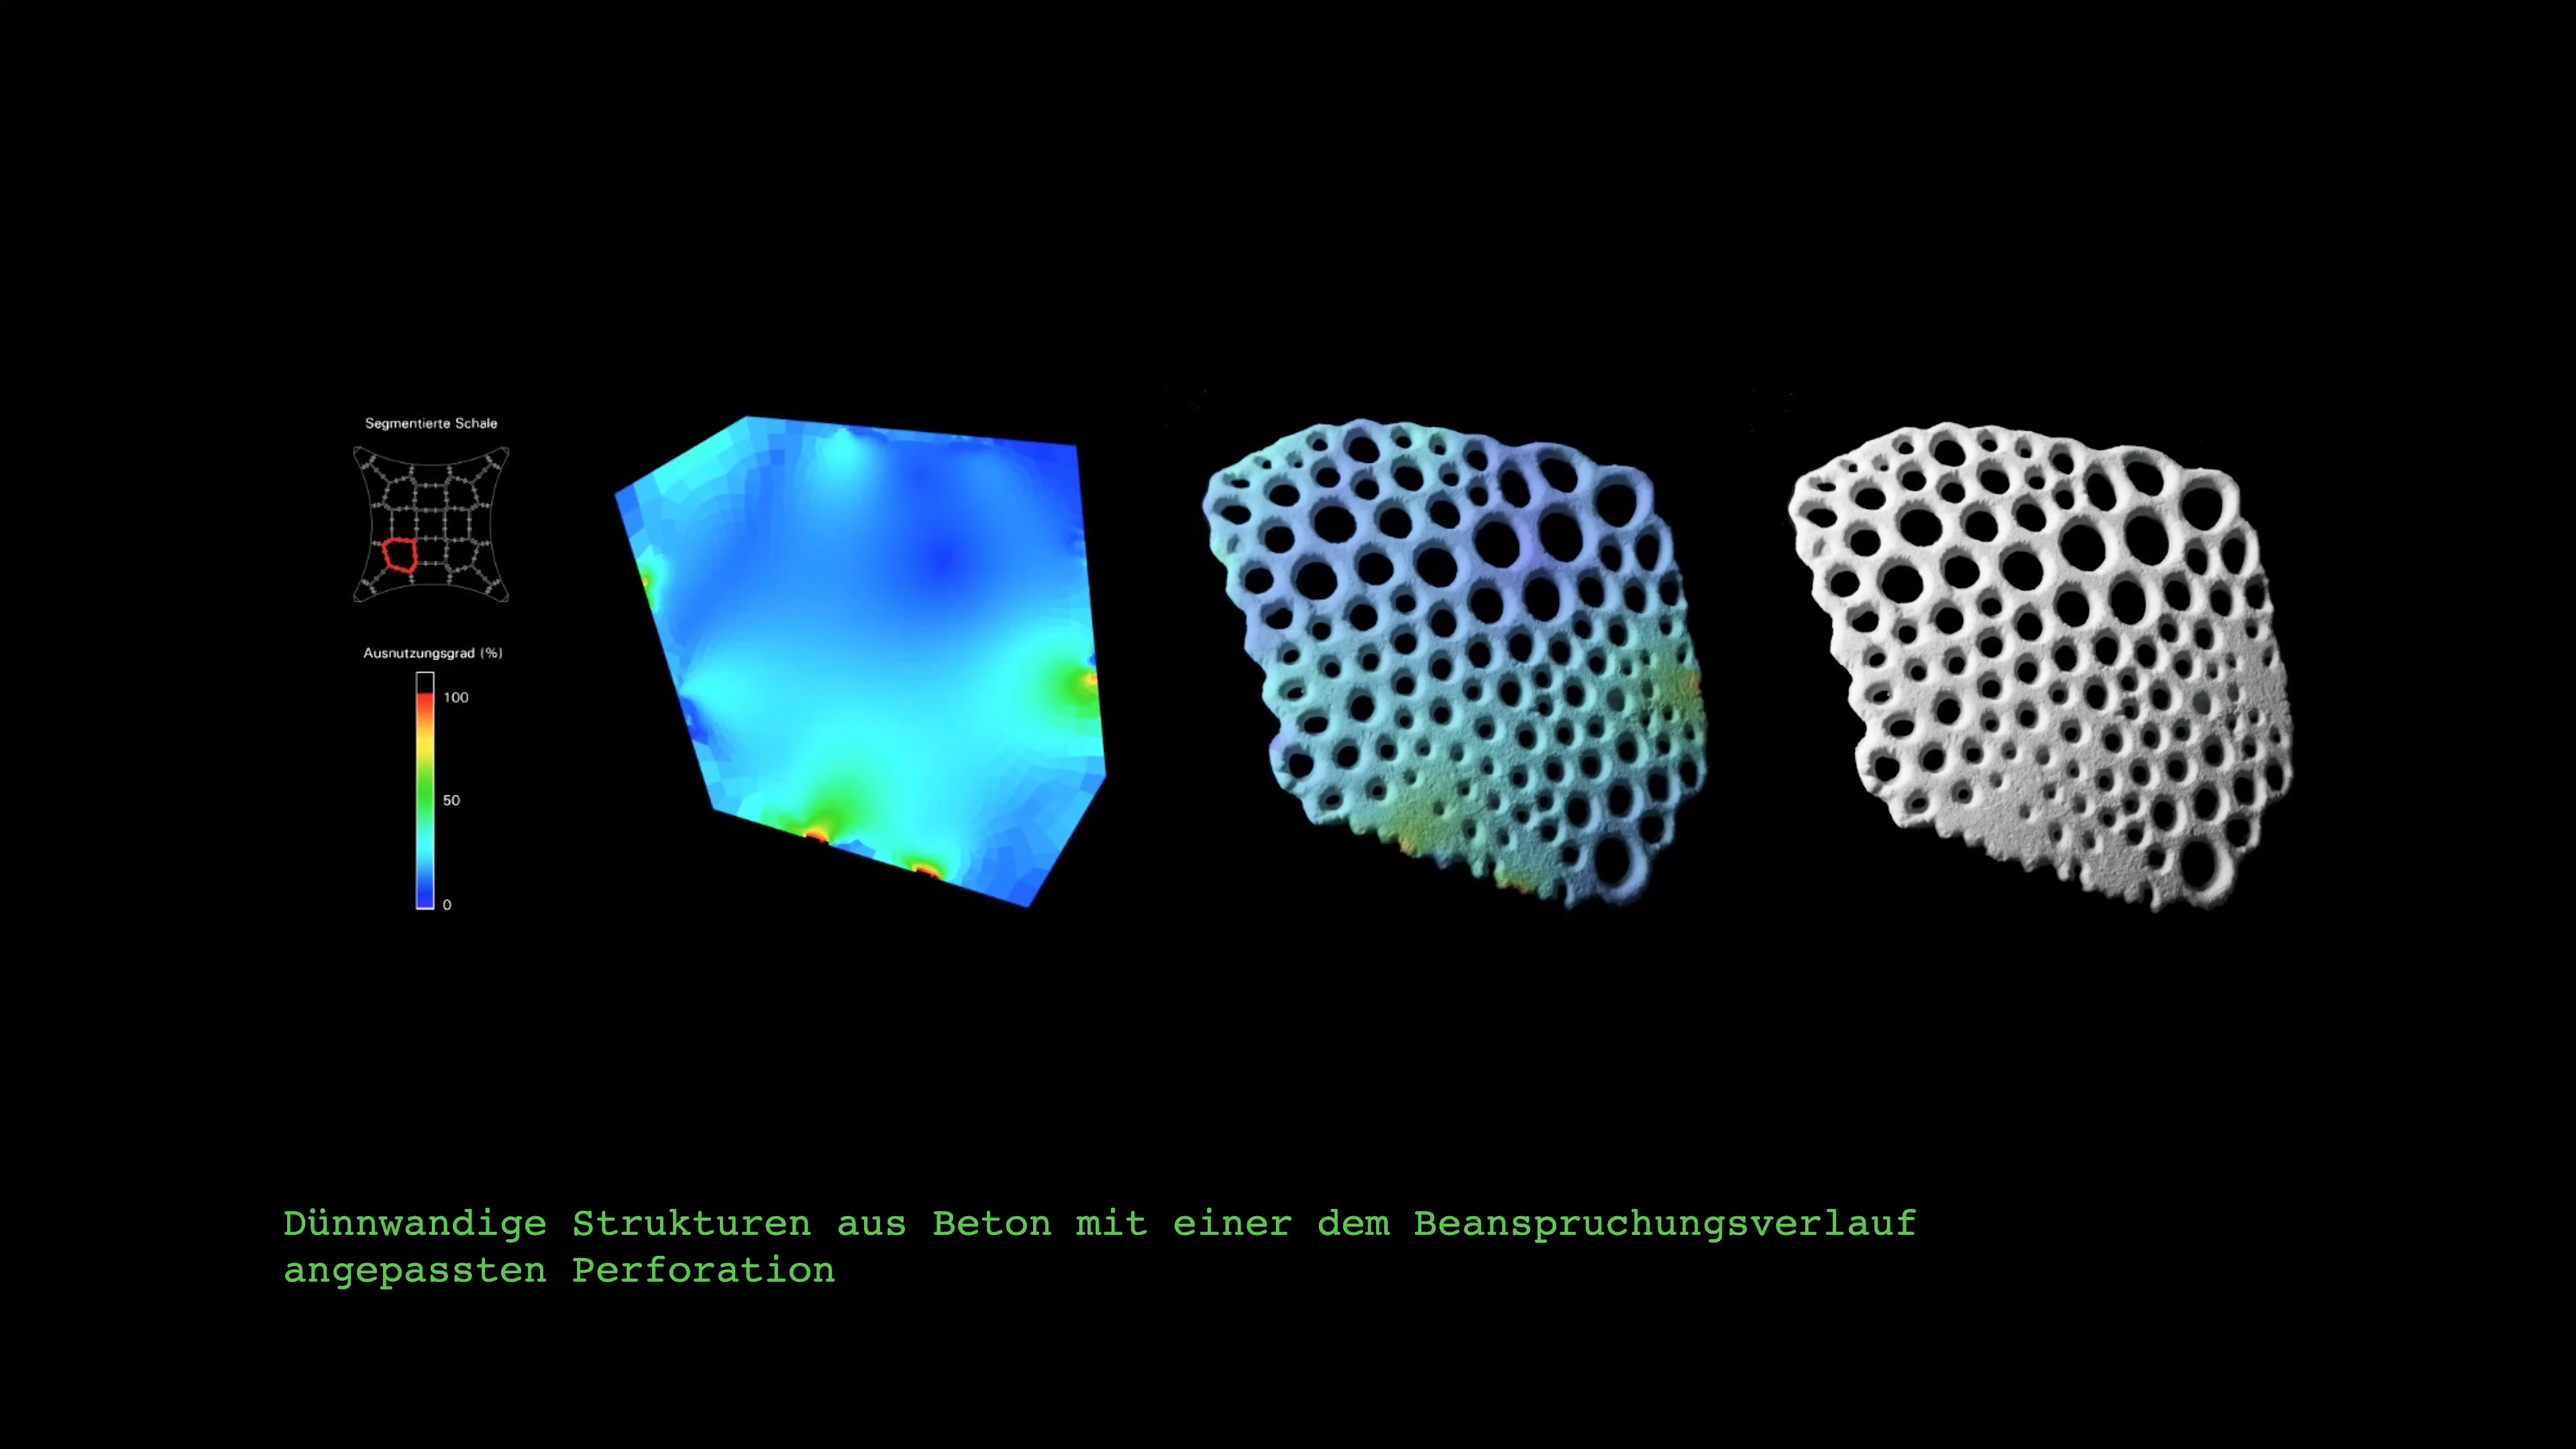 Segmentierte Schale
Ausnutzungsgrad (%)
100
50
0
Dünnwandige Strukturen aus Beton mit einer dem Beanspruchungsverlauf
angepassten Perforation